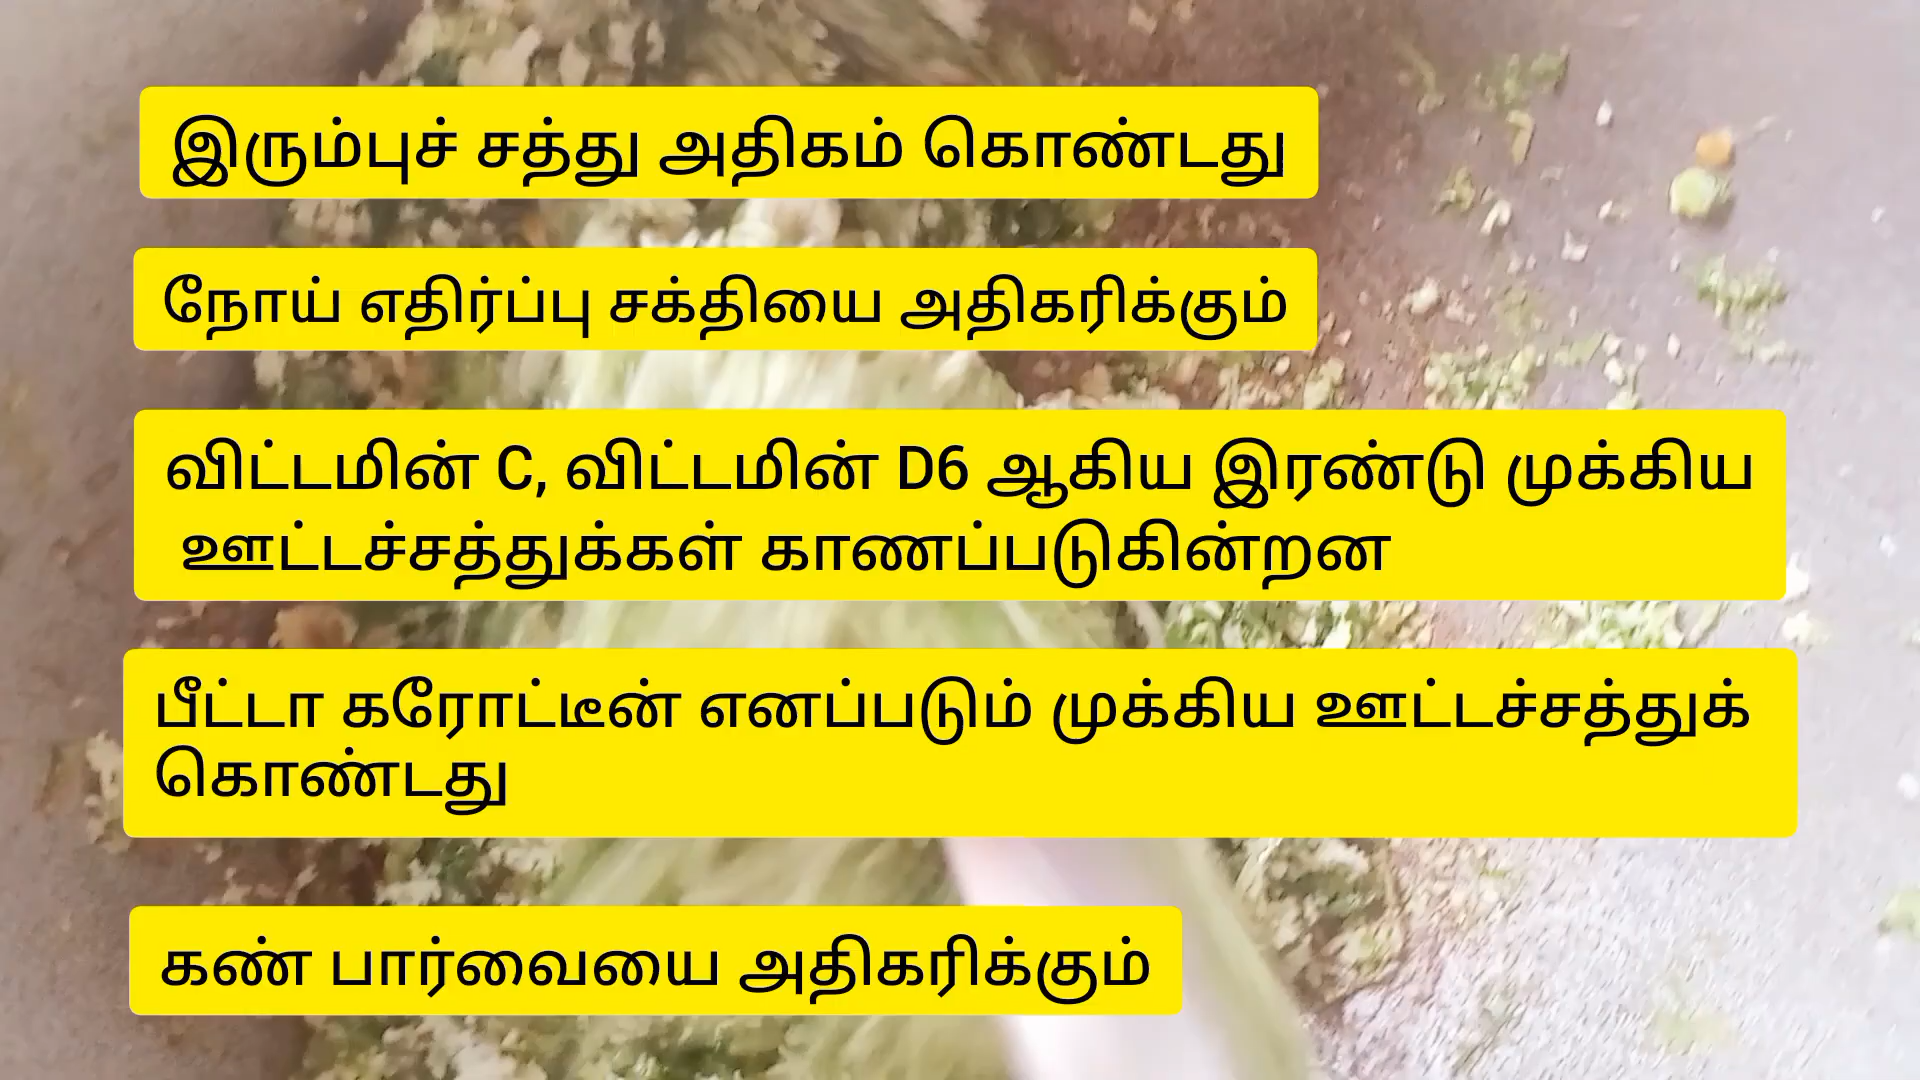 இரும்புச் சத்து அதிகம் கொண்டது
நோய் எதிர்ப்பு சக்தியை அதிகரிக்கும்
விட்டமின் C, விட்டமின் D6 ஆகிய இரண்டு முக்கிய
ஊட்டச்சத்துக்கள் காணப்படுகின்றன
பீட்டா கரோட்டீன் எனப்படும் முக்கிய ஊட்டச்சத்துக்
கொண்டது
கண் பார்வையை அதிகரிக்கும்